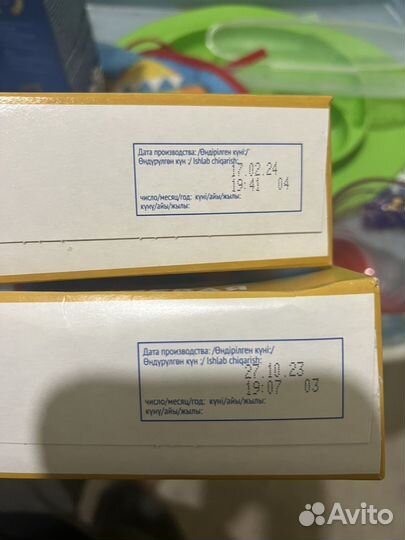 Дата производства: /Өндірілген күні:/
Өндүрүлгөн күн :/ Ishlab chiqarish:
17.02.24
19:41 04
число/месяц/год: күні/айы/жылы:
күнү/айы/жылы:
Дата производства: /Өндірілген күні:/
Өндүрүлгөн күн :/ Ishlab chiqarish:
27.10.23
19:07 03
число/месяц/год: күні/айы/жылы:
күнү/айы/жылы:
Avito